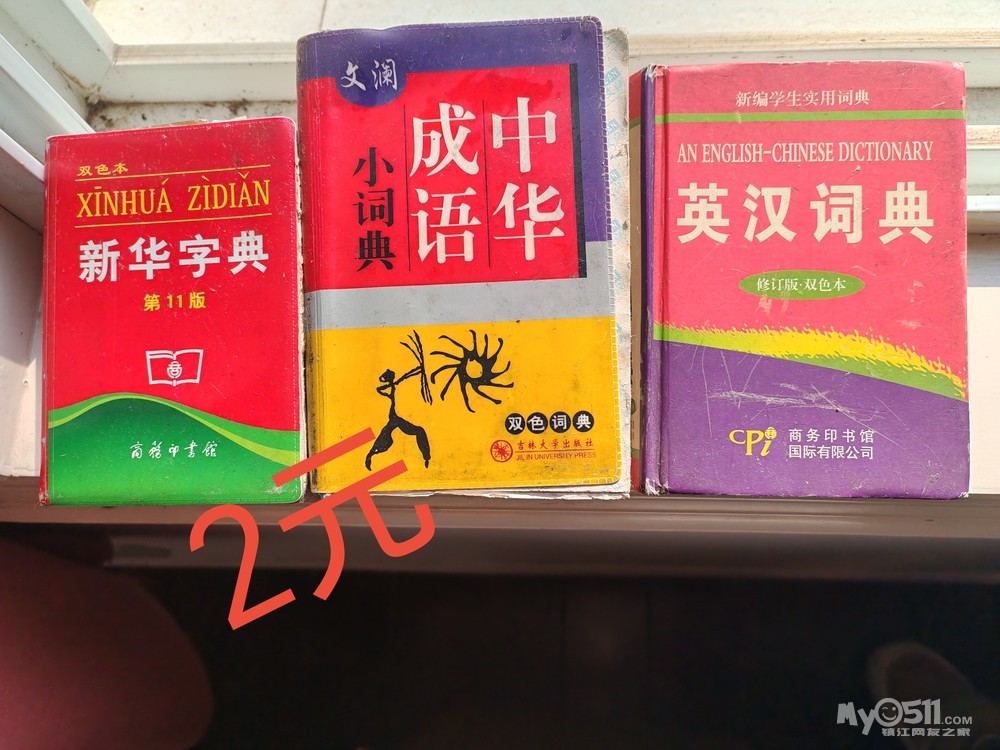 双色本
XĪNHUÁ ZÌDIǍN
新华字典
第11版
商务印书馆
文澜
中华
成语
小词典
双色词典
吉林大学出版社
JILIN UNIVERSITY PRESS
新编学生实用词典
AN ENGLISH-CHINESE DICTIONARY
英汉词典
修订版·双色本
CPi
商务印书馆
国际有限公司
2元
My0511.COM
镇江网友之家